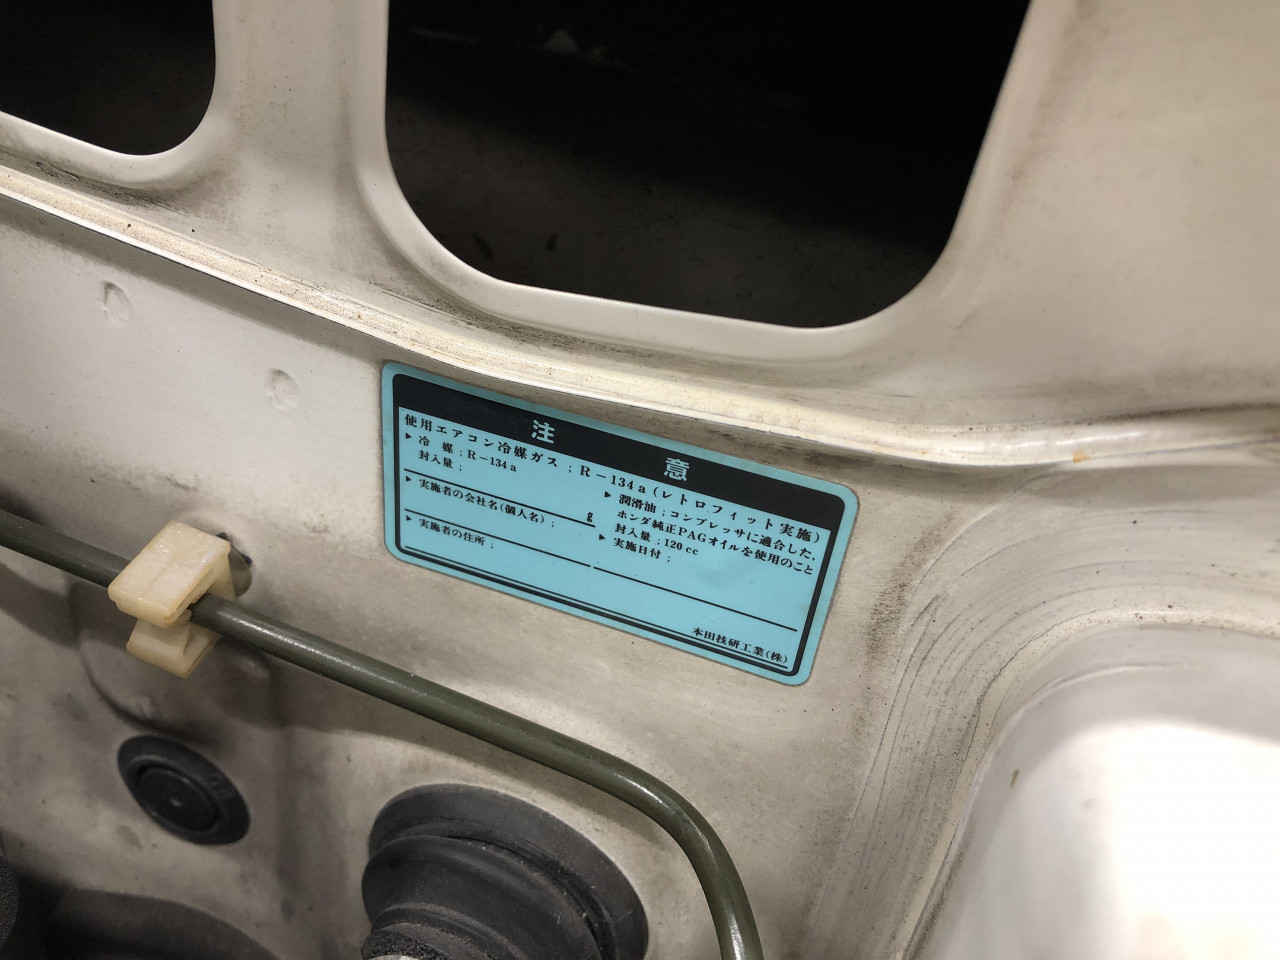 注意
使用エアコン冷媒ガス；R－134a（レトロフィット実施）
▶冷媒；R－134a
封入量；
g
▶実施者の会社名（個人名）；
▶実施者の住所；
▶潤滑油；コンプレッサに適合した，
ホンダ純正PAGオイルを使用のこと
封入量；120cc
▶実施日付；
本田技研工業（株）